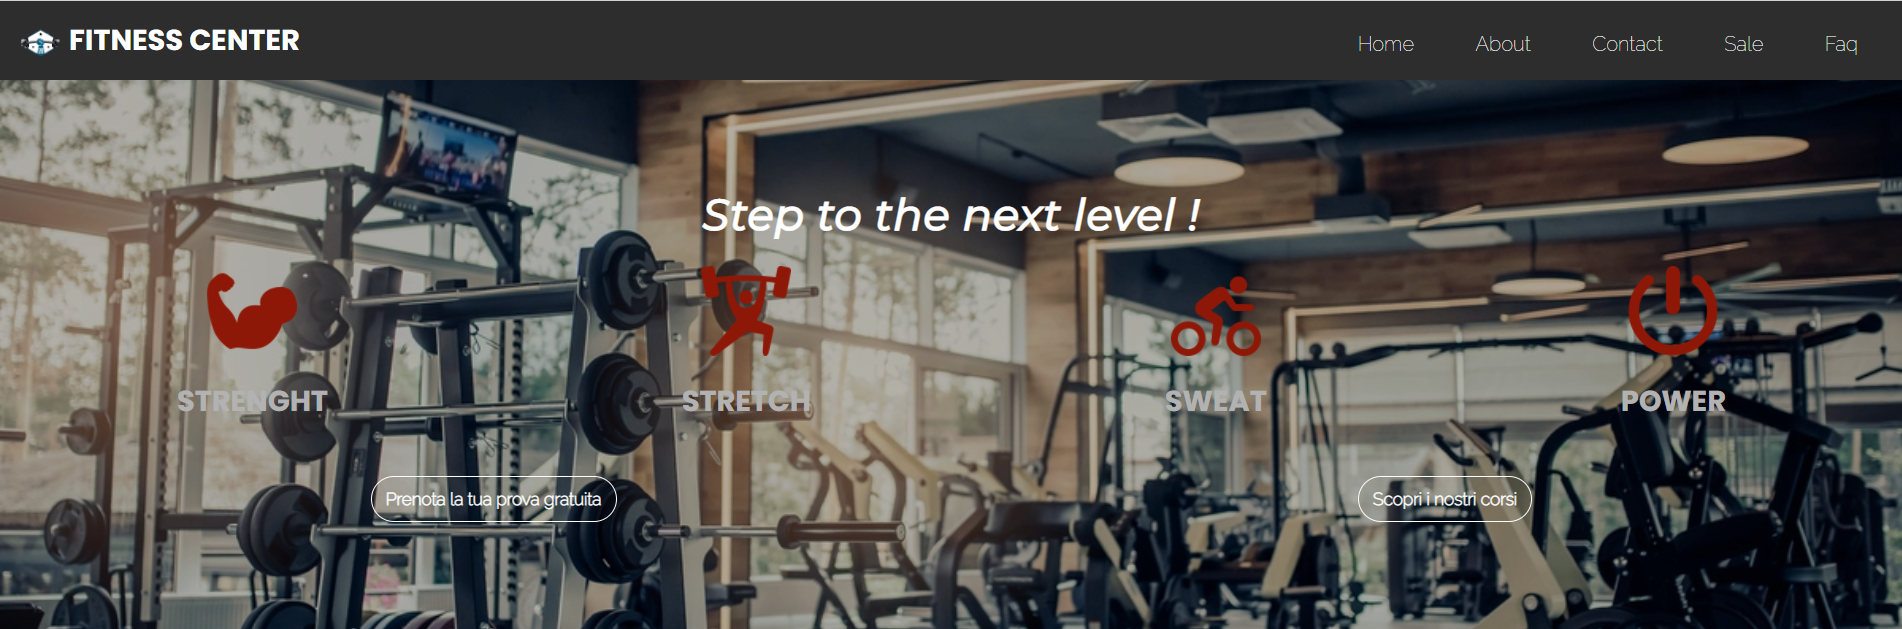 FITNESS CENTER
Home About Contact Sale Faq
Step to the next level !
STRENGHT STRETCH SWEAT POWER
Prenota la tua prova gratuita Scopri i nostri corsi